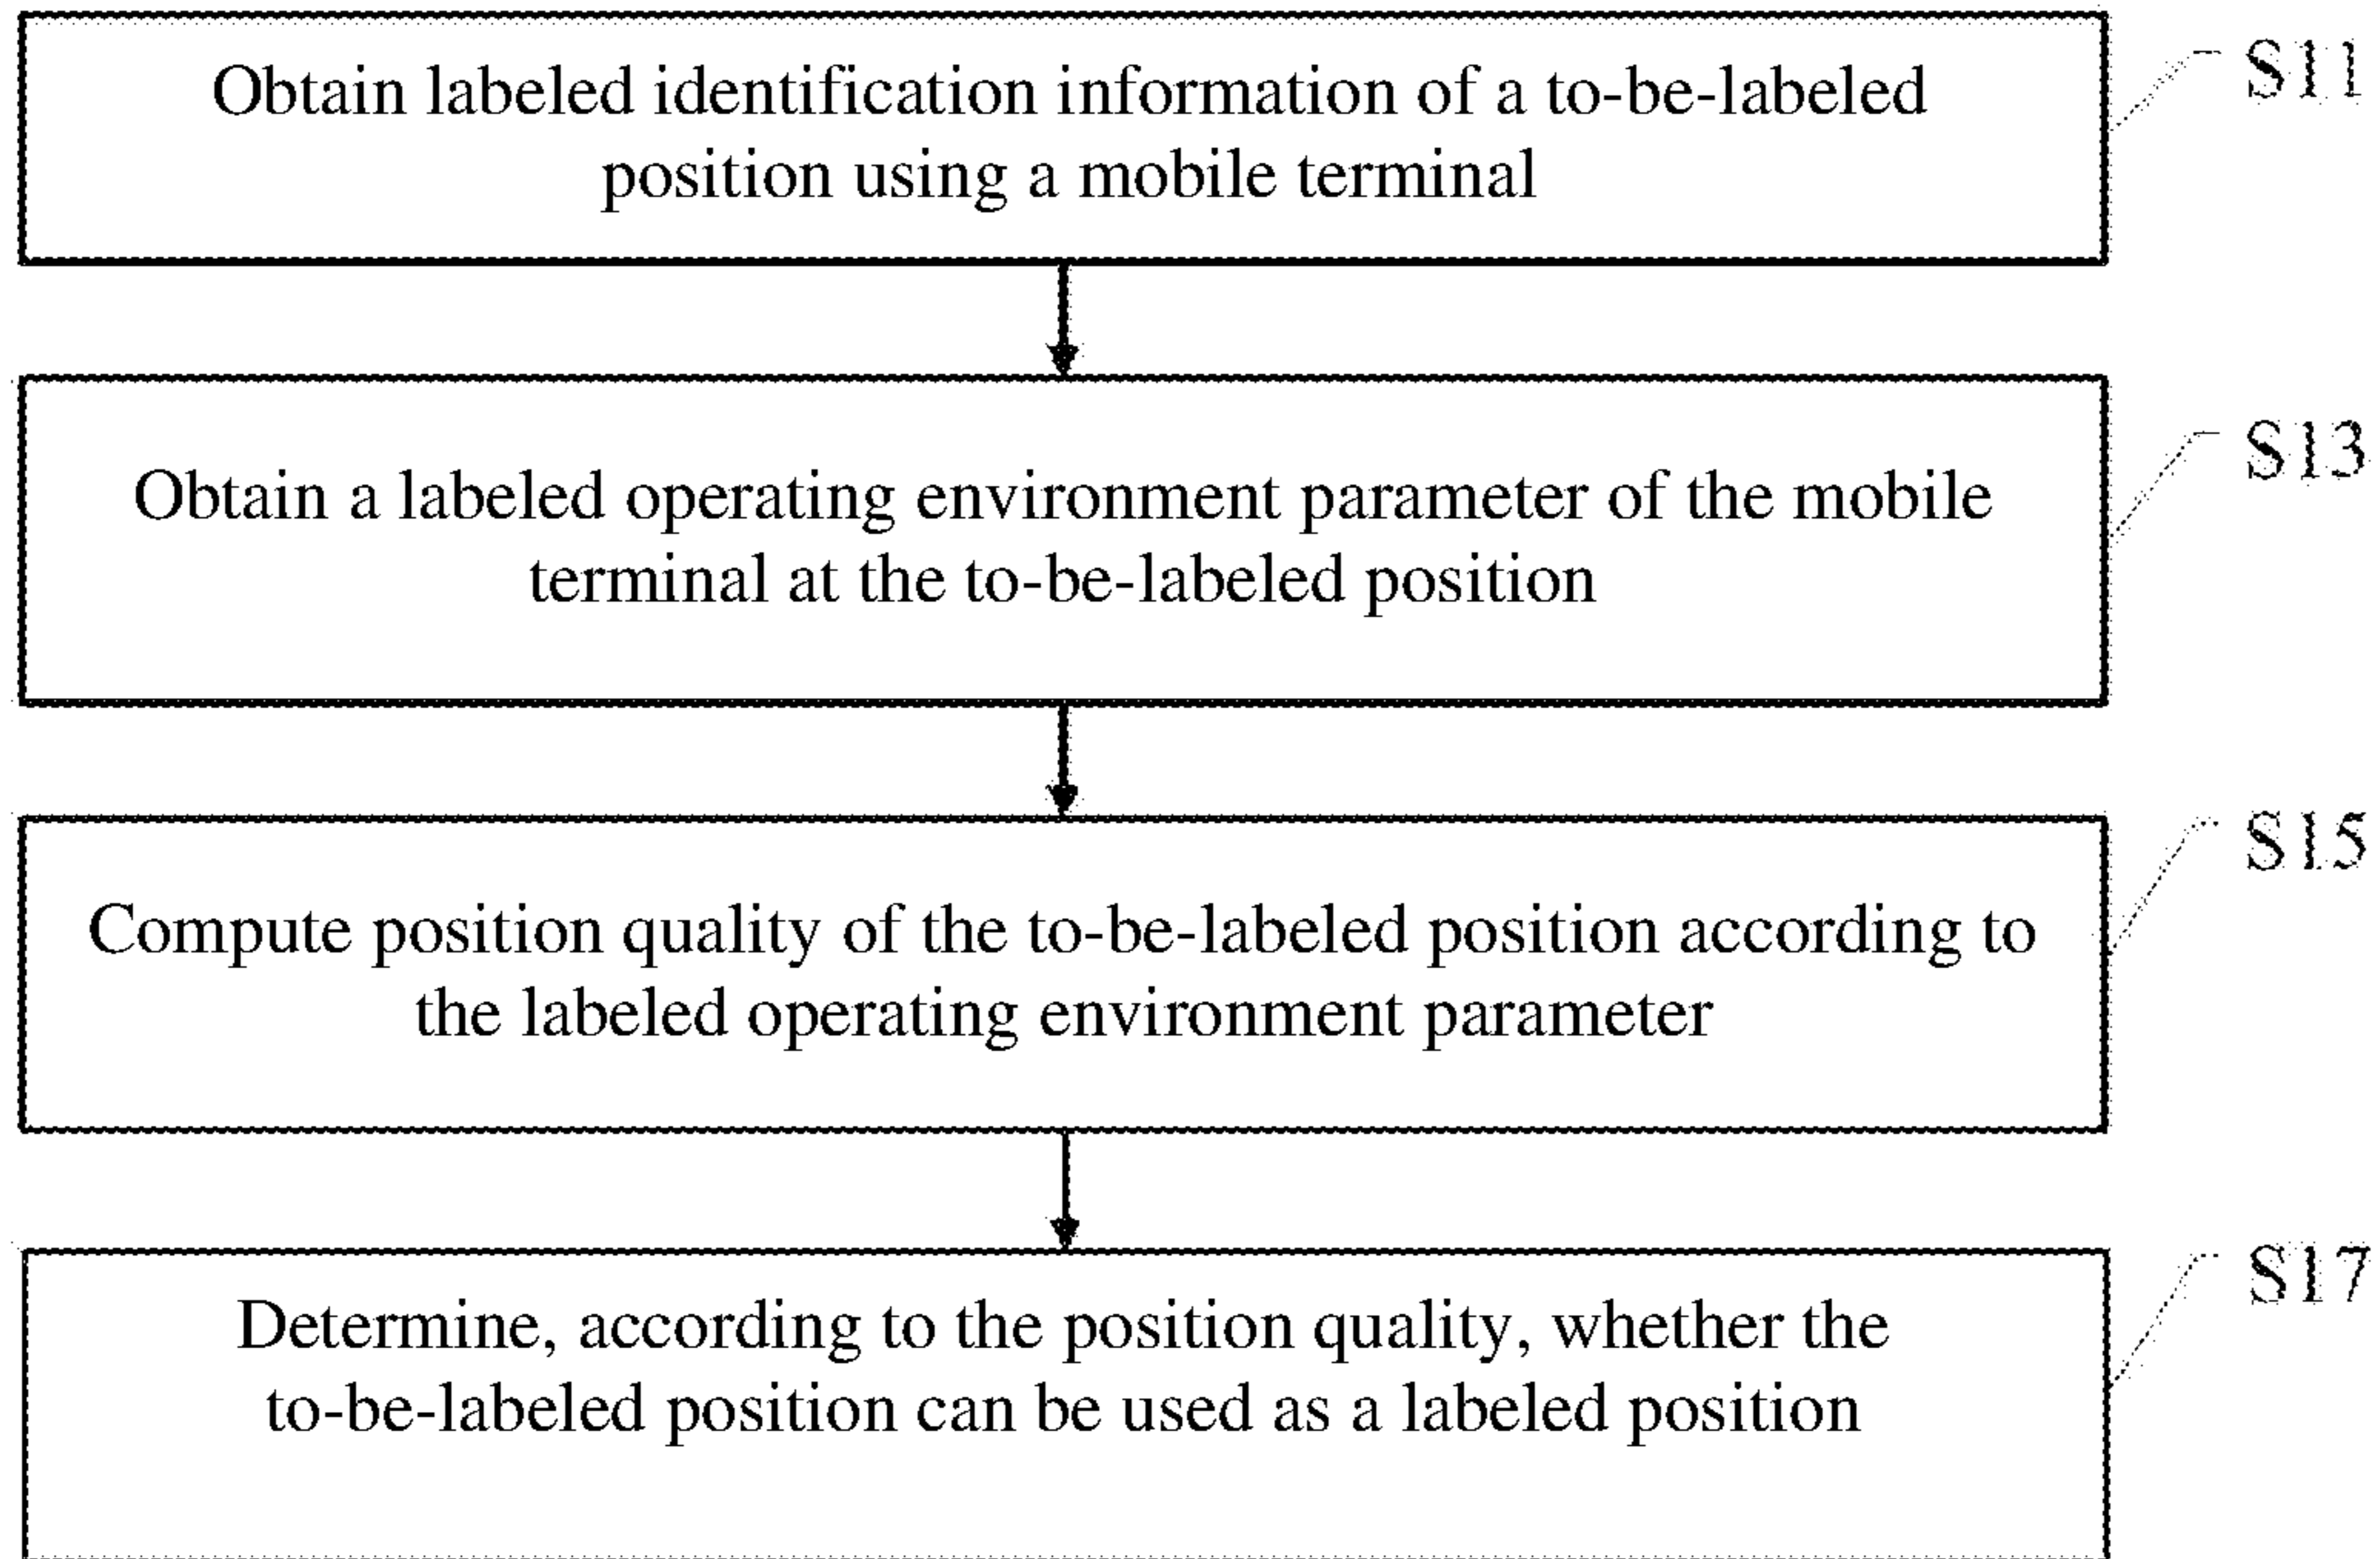 Obtain labeled identification information of a to-be-labeled
position using a mobile terminal
S11
Obtain a labeled operating environment parameter of the mobile
terminal at the to-be-labeled position
S13
Compute position quality of the to-be-labeled position according to
the labeled operating environment parameter
S15
Determine, according to the position quality, whether the
to-be-labeled position can be used as a labeled position
S17